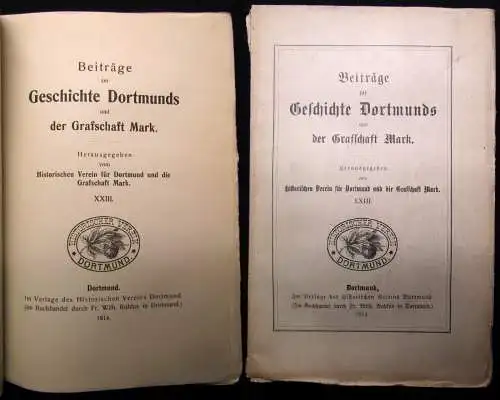 Beiträge
zur
Geschichte Dortmunds
und
der Grafschaft Mark.
Herausgegeben
vom
Historischen Verein für Dortmund und die
Grafschaft Mark.
XXIII.
HISTORISCHER VEREIN
DORTMUND
Dortmund.
Im Verlage des Historischen Vereins Dortmund.
(Im Buchhandel durch Fr. Wilh. Ruhfus in Dortmund.)
1914.
Beiträge
zur
Geschichte Dortmunds
und
der Grafschaft Mark.
Herausgegeben
vom
Historischen Verein für Dortmund und die Grafschaft Mark.
XXIII.
HISTORISCHER VEREIN
DORTMUND
Dortmund,
Im Verlage des Historischen Vereins Dortmund
(Im Buchhandel durch Fr. Wilh. Ruhfus in Dortmund.)
1914